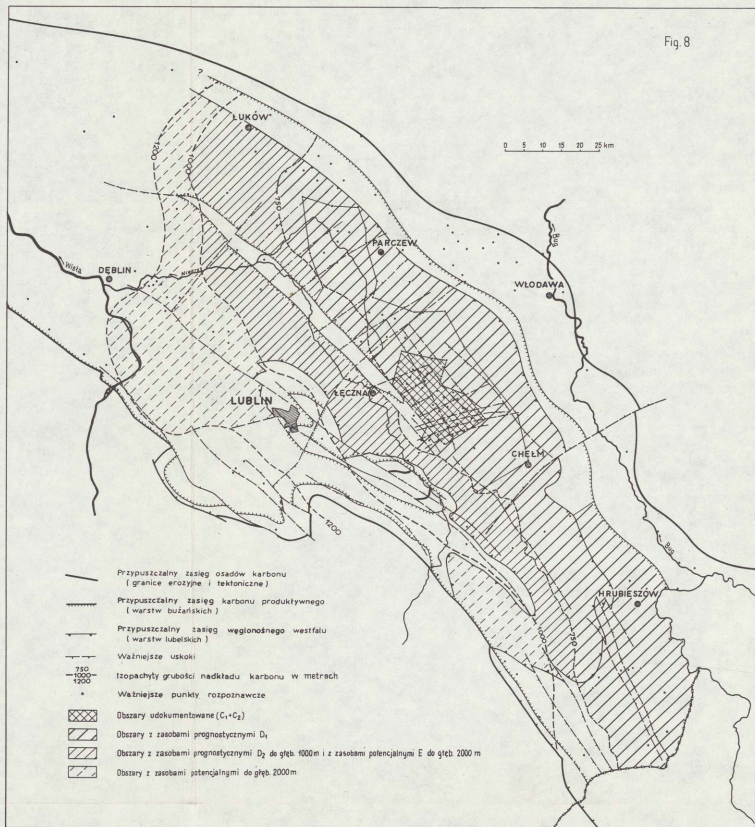 Fig. 8
?
ŁUKÓW
0 5 10 15 20 25 km
1200
1000
750
PARCZEW
Bug
Wisła
DĘBLIN
WŁODAWA
LUBLIN
ŁĘCZNA
CHEŁM
1200
Bug
HRUBIESZÓW
1000
750
Przypuszczalny zasięg osadów karbonu
( granice erozyjne i tektoniczne )
Przypuszczalny zasięg karbonu produktywnego
( warstw bużańskich )
Przypuszczalny zasięg węglonośnego westfalu
( warstw lubelskich )
Ważniejsze uskoki
750
1000
1200
Izopachyty grubości nadkładu karbonu w metrach
Ważniejsze punkty rozpoznawcze
Obszary udokumentowane (C₁+C₂)
Obszary z zasobami prognostycznymi D₁
Obszary z zasobami prognostycznymi D₂ do głęb. 1000m i z zasobami potencjalnymi E do głęb. 2000 m
Obszary z zasobami potencjalnymi do głęb. 2000m